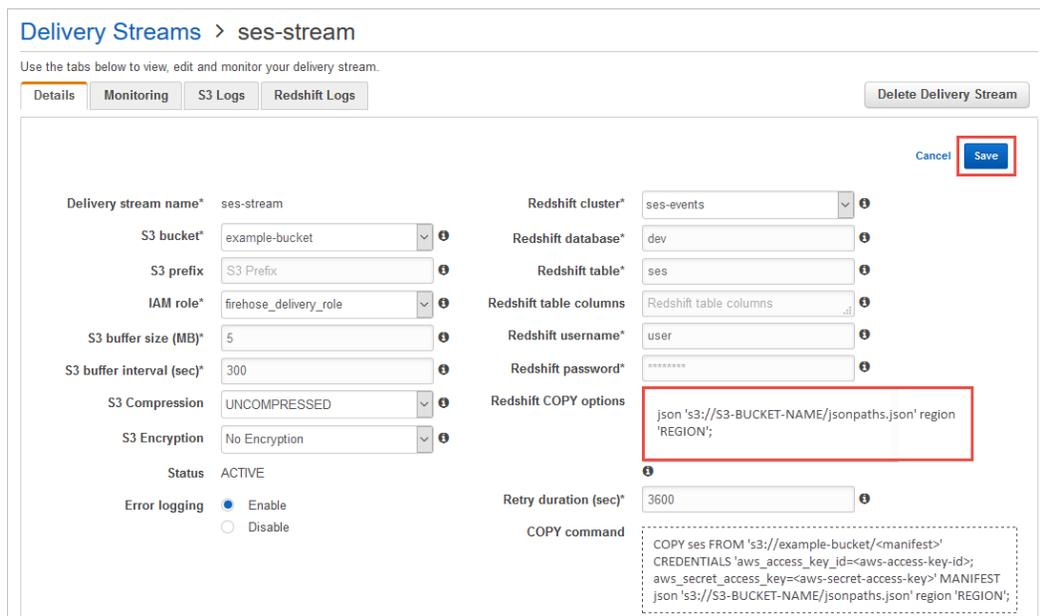 Delivery Streams > ses-stream
Use the tabs below to view, edit and monitor your delivery stream.
Details Monitoring S3 Logs Redshift Logs
Delete Delivery Stream
Cancel Save
Delivery stream name* ses-stream
S3 bucket* example-bucket
S3 prefix S3 Prefix
IAM role* firehose_delivery_role
S3 buffer size (MB)* 5
S3 buffer interval (sec)* 300
S3 Compression UNCOMPRESSED
S3 Encryption No Encryption
Status ACTIVE
Error logging Enable
Disable
Redshift cluster* ses-events
Redshift database* dev
Redshift table* ses
Redshift table columns Redshift table columns
Redshift username* user
Redshift password* ********
Redshift COPY options
json 's3://S3-BUCKET-NAME/jsonpaths.json' region
'REGION';
Retry duration (sec)* 3600
COPY command
COPY ses FROM 's3://example-bucket/<manifest>'
CREDENTIALS 'aws_access_key_id=<aws-access-key-id>;
aws_secret_access_key=<aws-secret-access-key>' MANIFEST
json 's3://S3-BUCKET-NAME/jsonpaths.json' region 'REGION';